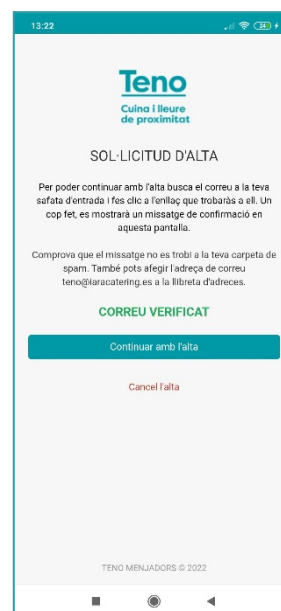 13:22
24
Teno
Cuina i lleure
de proximitat
SOL·LICITUD D'ALTA
Per poder continuar amb l'alta busca el correu a la teva
safata d'entrada i fes clic a l'enllaç que trobaràs a ell. Un
cop fet, es mostrarà un missatge de confirmació en
aquesta pantalla.
Comprova que el missatge no es trobi a la teva carpeta de
spam. També pots afegir l'adreça de correu
teno@laracatering.es a la llibreta d'adreces.
CORREU VERIFICAT
Continuar amb l'alta
Cancel l'alta
TENO MENJADORS © 2022